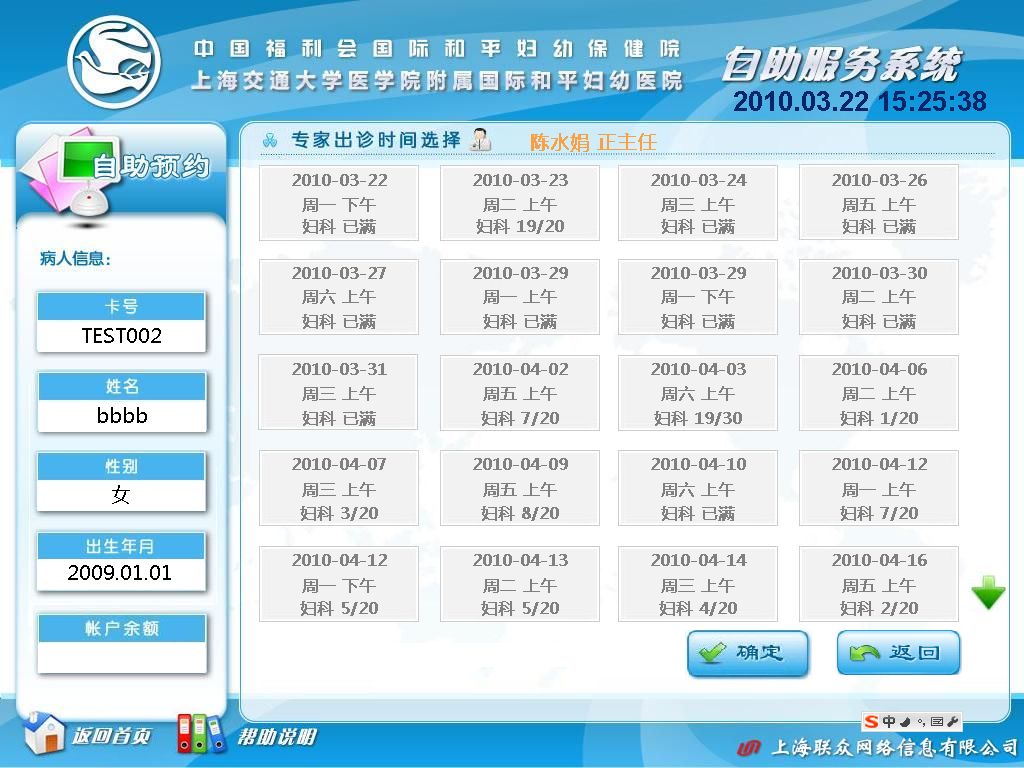 中国福利会国际和平妇幼保健院
上海交通大学医学院附属国际和平妇幼医院
自助服务系统
2010.03.22 15:25:38
自助预约
病人信息:
卡号
TEST002
姓名
bbbb
性别
女
出生年月
2009.01.01
帐户余额
专家出诊时间选择
陈水娟 正主任
2010-03-22
周一 下午
妇科 已满
2010-03-23
周二 上午
妇科 19/20
2010-03-24
周三 上午
妇科 已满
2010-03-26
周五 上午
妇科 已满
2010-03-27
周六 上午
妇科 已满
2010-03-29
周一 上午
妇科 已满
2010-03-29
周一 下午
妇科 已满
2010-03-30
周二 上午
妇科 已满
2010-03-31
周三 上午
妇科 已满
2010-04-02
周五 上午
妇科 7/20
2010-04-03
周六 上午
妇科 19/30
2010-04-06
周二 上午
妇科 1/20
2010-04-07
周三 上午
妇科 3/20
2010-04-09
周五 上午
妇科 8/20
2010-04-10
周六 上午
妇科 已满
2010-04-12
周一 上午
妇科 7/20
2010-04-12
周一 下午
妇科 5/20
2010-04-13
周二 上午
妇科 5/20
2010-04-14
周三 上午
妇科 4/20
2010-04-16
周五 上午
妇科 2/20
确定
返回
返回首页
帮助说明
S中
上海联众网络信息有限公司